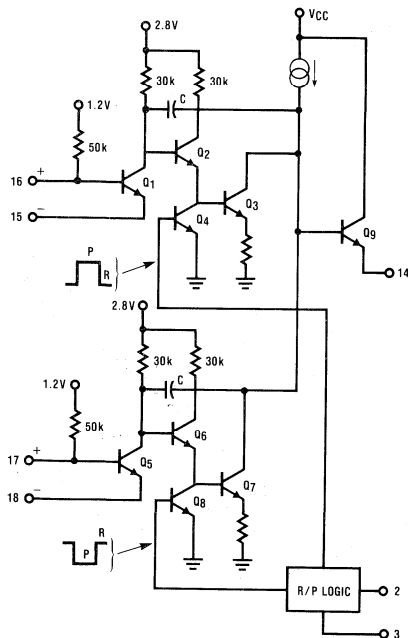 2.8V
VCC
30k
30k
C
1.2V
50k
Q2
16
+
Q1
Q3
15
−
Q4
Q9
14
P
R
2.8V
30k
30k
C
1.2V
50k
Q6
17
+
Q5
Q7
18
−
Q8
R
P
R/P LOGIC
2
3